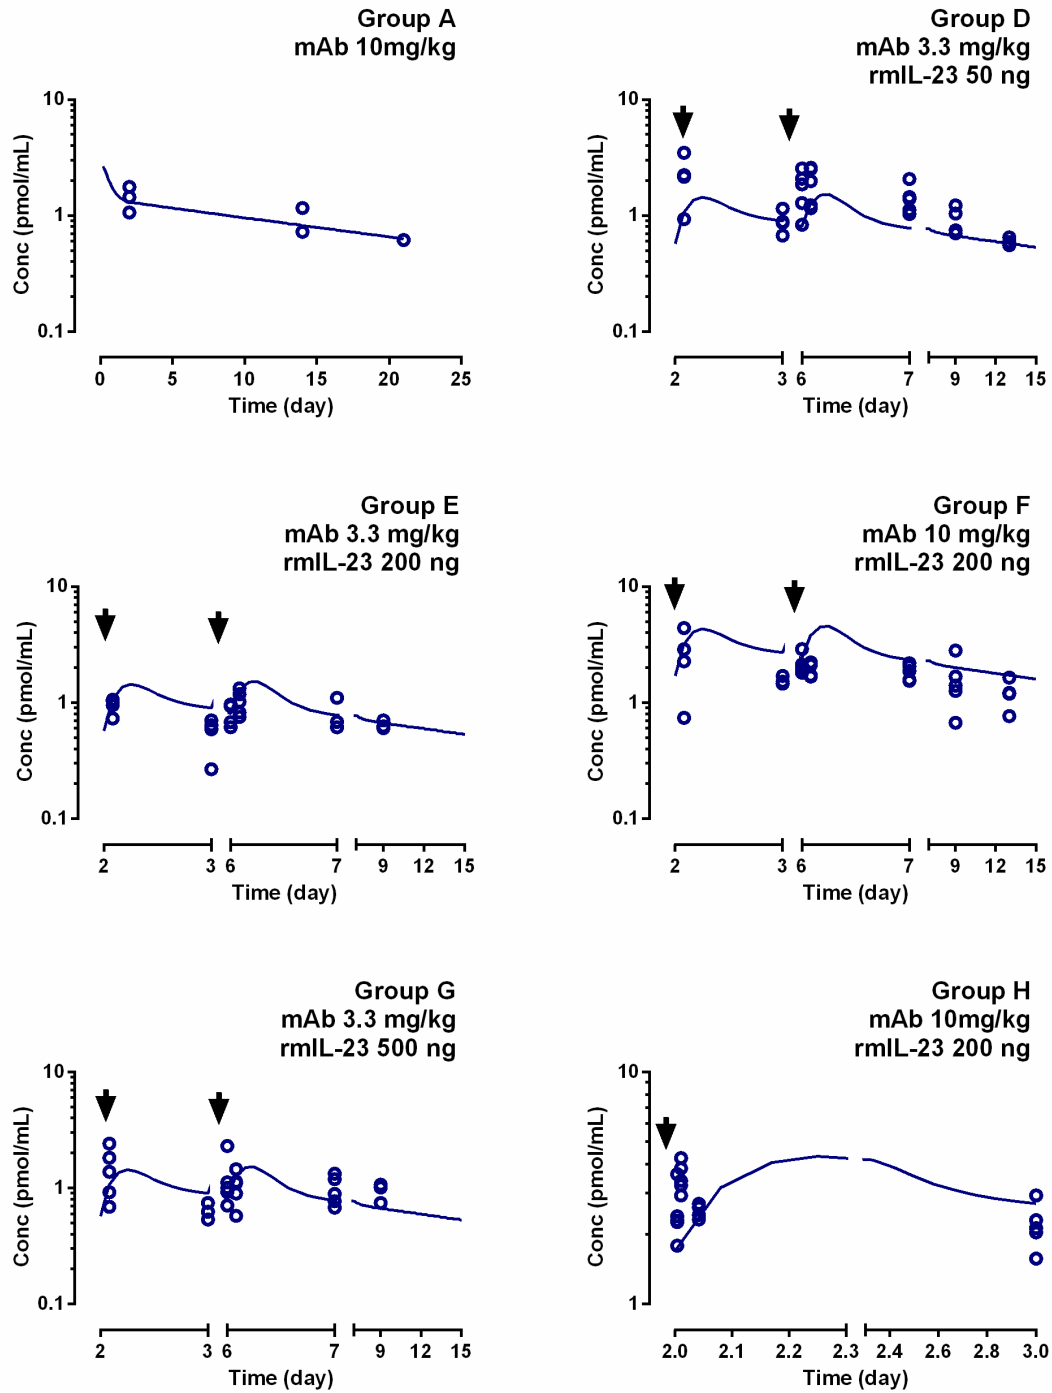 Group A
mAb 10mg/kg
Conc (pmol/mL)
10
1
0.1
0 5 10 15 20 25
Time (day)
Group D
mAb 3.3 mg/kg
rmIL-23 50 ng
Conc (pmol/mL)
10
1
0.1
2 3 6 7 9 12 15
Time (day)
Group E
mAb 3.3 mg/kg
rmIL-23 200 ng
Conc (pmol/mL)
10
1
0.1
2 3 6 7 9 12 15
Time (day)
Group F
mAb 10 mg/kg
rmIL-23 200 ng
Conc (pmol/mL)
10
1
0.1
2 3 6 7 9 12 15
Time (day)
Group G
mAb 3.3 mg/kg
rmIL-23 500 ng
Conc (pmol/mL)
10
1
0.1
2 3 6 7 9 12 15
Time (day)
Group H
mAb 10mg/kg
rmIL-23 200 ng
Conc (pmol/mL)
10
1
2.0 2.1 2.2 2.3 2.4 2.6 2.8 3.0
Time (day)